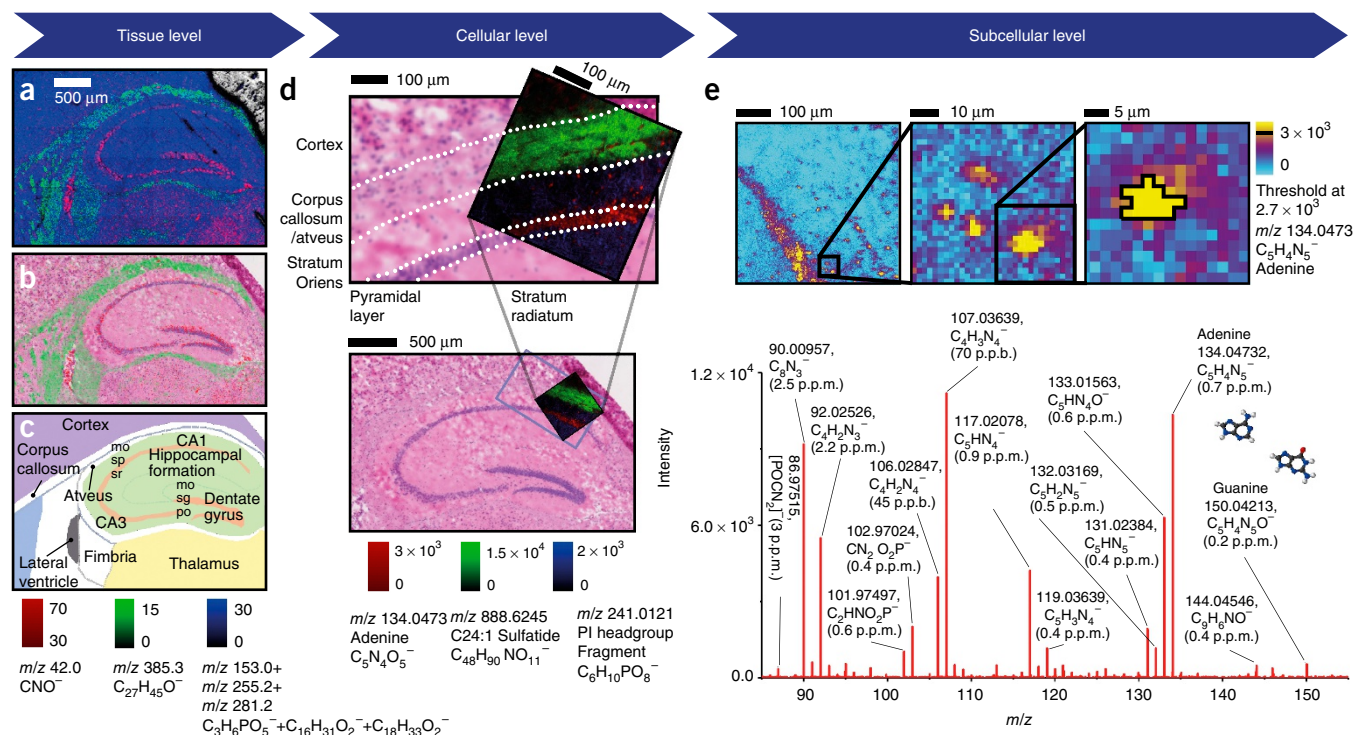 Tissue level
Cellular level
Subcellular level
a
500 μm
b
c
Cortex
Corpus
callosum
mo
sp
sr
CA1
Hippocampal
formation
mo
sg
po
Dentate
gyrus
Atveus
CA3
Lateral
ventricle
Fimbria
Thalamus
70
30
15
0
30
0
m/z 42.0
CNO⁻
m/z 385.3
C₂₇H₄₅O⁻
m/z 153.0+
m/z 255.2+
m/z 281.2
C₃H₆PO₅⁻+C₁₆H₃₁O₂⁻+C₁₈H₃₃O₂⁻
d
100 μm
100 μm
Cortex
Corpus
callosum
/atveus
Stratum
Oriens
Pyramidal
layer
Stratum
radiatum
500 μm
3 × 10³
0
1.5 × 10⁴
0
2 × 10³
0
m/z 134.0473
Adenine
C₅N₄O₅⁻
m/z 888.6245
C24:1 Sulfatide
C₄₈H₉₀ NO₁₁⁻
m/z 241.0121
PI headgroup
Fragment
C₆H₁₀PO₈⁻
e
100 μm
10 μm
5 μm
3 × 10³
0
Threshold at
2.7 × 10³
m/z 134.0473
C₅H₄N₅⁻
Adenine
Intensity
1.2 × 10⁴
6.0 × 10³
0.0
[POCN₂]⁻ (3 p.p.m.)
86.97515,
90.00957,
C₈N₃⁻
(2.5 p.p.m.)
92.02526,
C₄H₂N₃⁻
(2.2 p.p.m.)
101.97497,
C₂HNO₂P⁻
(0.6 p.p.m.)
102.97024
CN₂ O₂P⁻
(0.4 p.p.m.)
106.02847,
C₄H₂N₄⁻
(45 p.p.b.)
107.03639,
C₄H₃N₄⁻
(70 p.p.b.)
117.02078,
C₅HN₄⁻
(0.9 p.p.m.)
119.03639,
C₅H₃N₄⁻
(0.4 p.p.m.)
131.02384,
C₅HN₅⁻
(0.4 p.p.m.)
132.03169,
C₅H₂N₅⁻
(0.5 p.p.m.)
133.01563,
C₅HN₄O⁻
(0.6 p.p.m.)
Adenine
134.04732,
C₅H₄N₅⁻
(0.7 p.p.m.)
144.04546,
C₉H₆NO⁻
(0.4 p.p.m.)
Guanine
150.04213,
C₅H₄N₅O⁻
(0.2 p.p.m.)
90
100
110
120
130
140
150
m/z